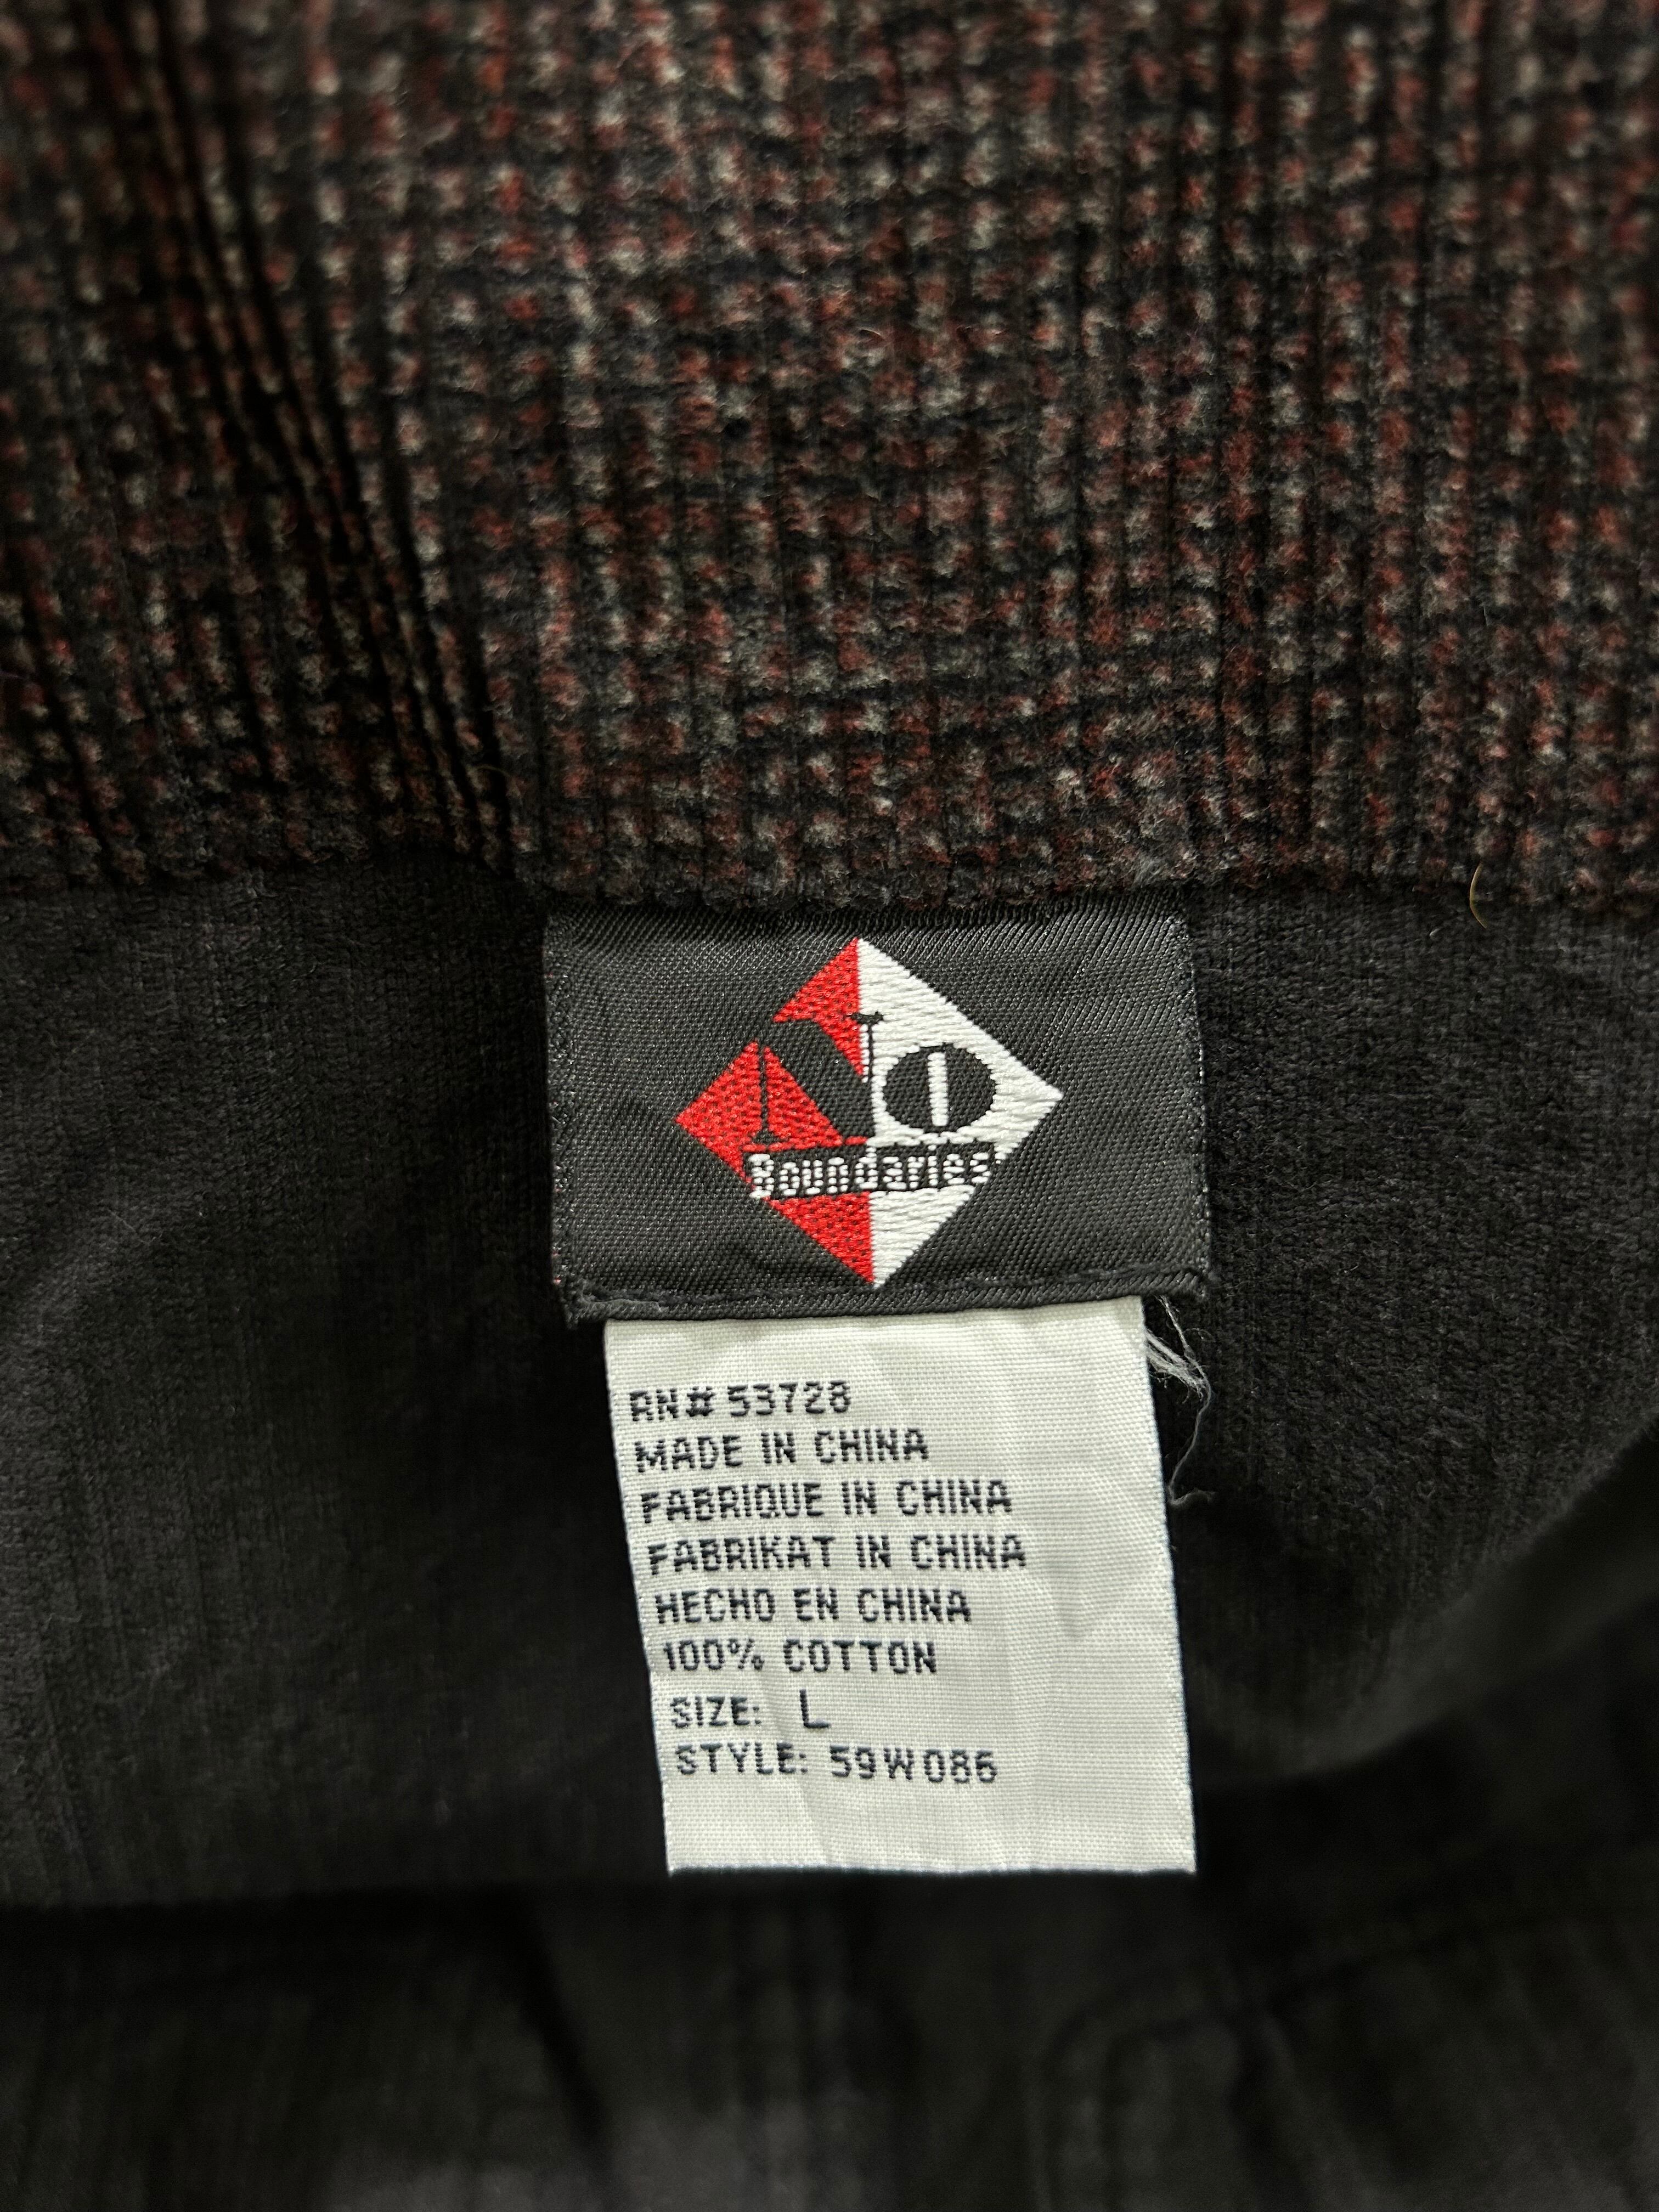 No
Boundaries
RN# 53728
MADE IN CHINA
FABRIQUE IN CHINA
FABRIKAT IN CHINA
HECHO EN CHINA
100% COTTON
SIZE: L
STYLE: 59W086